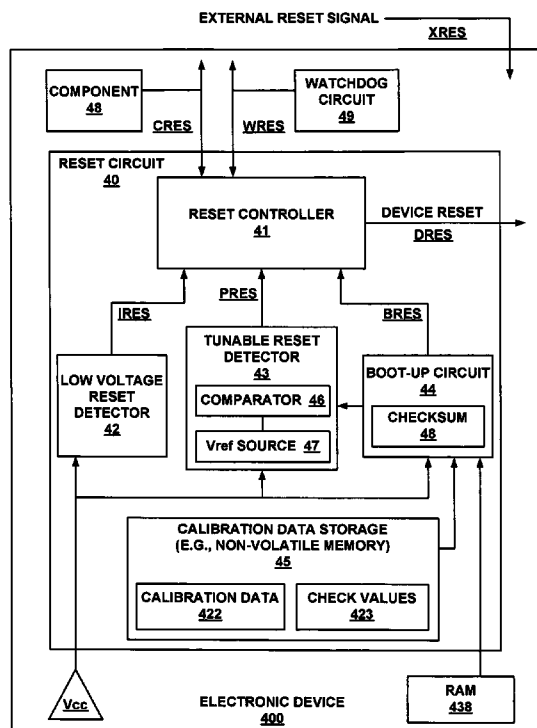 EXTERNAL RESET SIGNAL
XRES
COMPONENT
48
CRES
WRES
WATCHDOG
CIRCUIT
49
RESET CIRCUIT
40
RESET CONTROLLER
41
DEVICE RESET
DRES
IRES
PRES
BRES
LOW VOLTAGE
RESET
DETECTOR
42
TUNABLE RESET
DETECTOR
43
COMPARATOR 46
Vref SOURCE 47
BOOT-UP CIRCUIT
44
CHECKSUM
48
CALIBRATION DATA STORAGE
(E.G., NON-VOLATILE MEMORY)
45
CALIBRATION DATA
422
CHECK VALUES
423
Vcc
ELECTRONIC DEVICE
400
RAM
438